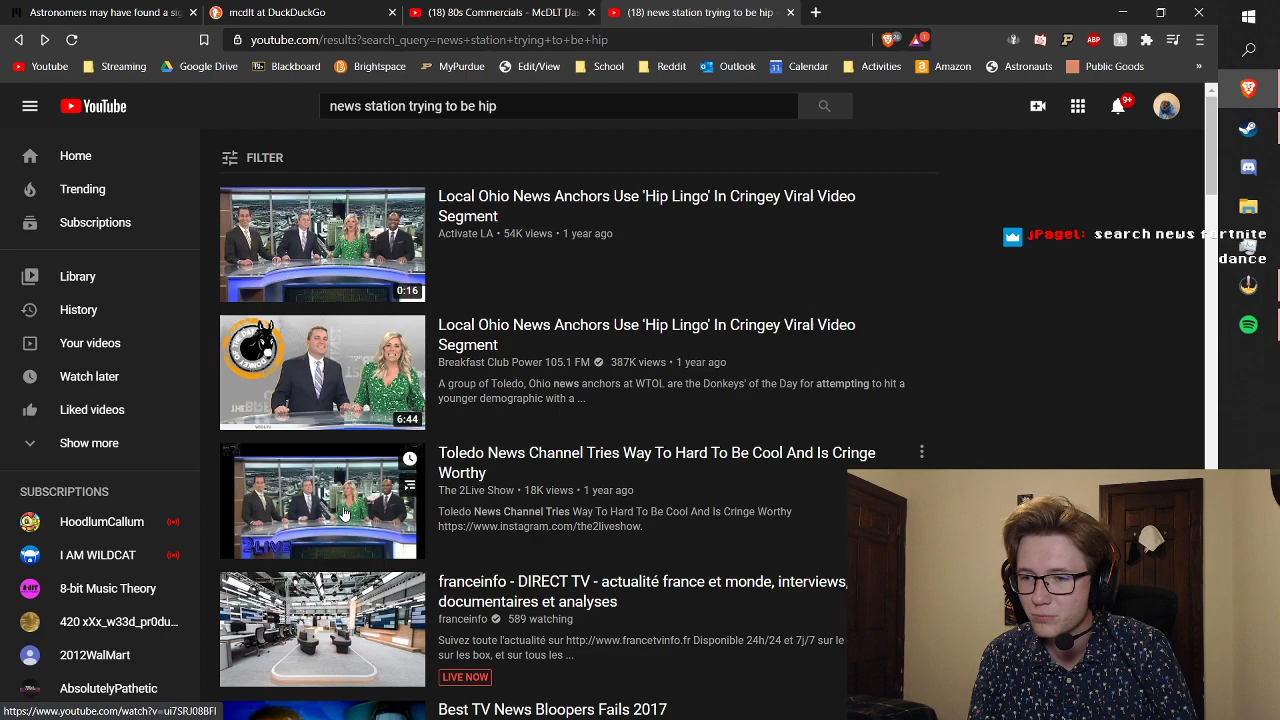 Astronomers may have found a sig
mcdlt at DuckDuckGo
(18) 80s Commercials - McDLT [Jas
(18) news station trying to be hip -
youtube.com/results?search_query=news+station+trying+to+be+hip
Youtube
Streaming
Google Drive
Blackboard
Brightspace
MyPurdue
Edit/View
School
Reddit
Outlook
Calendar
Activities
Amazon
Astronauts
Public Goods
YouTube
news station trying to be hip
9+
Home
Trending
Subscriptions
Library
History
Your videos
Watch later
Liked videos
Show more
SUBSCRIPTIONS
HoodlumCallum
I AM WILDCAT
8-bit Music Theory
420 xXx_w33d_pr0du...
2012WalMart
AbsolutelyPathetic
https://www.youtube.com/watch?v=ui7SRJ08BFI
FILTER
Local Ohio News Anchors Use 'Hip Lingo' In Cringey Viral Video
Segment
Activate LA • 54K views • 1 year ago
0:16
Local Ohio News Anchors Use 'Hip Lingo' In Cringey Viral Video
Segment
Breakfast Club Power 105.1 FM 387K views • 1 year ago
A group of Toledo, Ohio news anchors at WTOL are the Donkeys' of the Day for attempting to hit a
younger demographic with a ...
6:44
Toledo News Channel Tries Way To Hard To Be Cool And Is Cringe
Worthy
The 2Live Show • 18K views • 1 year ago
Toledo News Channel Tries Way To Hard To Be Cool And Is Cringe Worthy
https://www.instagram.com/the2liveshow.
2LIVE
franceinfo - DIRECT TV - actualité france et monde, interviews,
documentaires et analyses
franceinfo 589 watching
Suivez toute l'actualité sur http://www.francetvinfo.fr Disponible 24h/24 et 7j/7 sur le
sur les box, et sur tous les ...
LIVE NOW
Best TV News Bloopers Fails 2017
jPagel: search news fortnite
dance